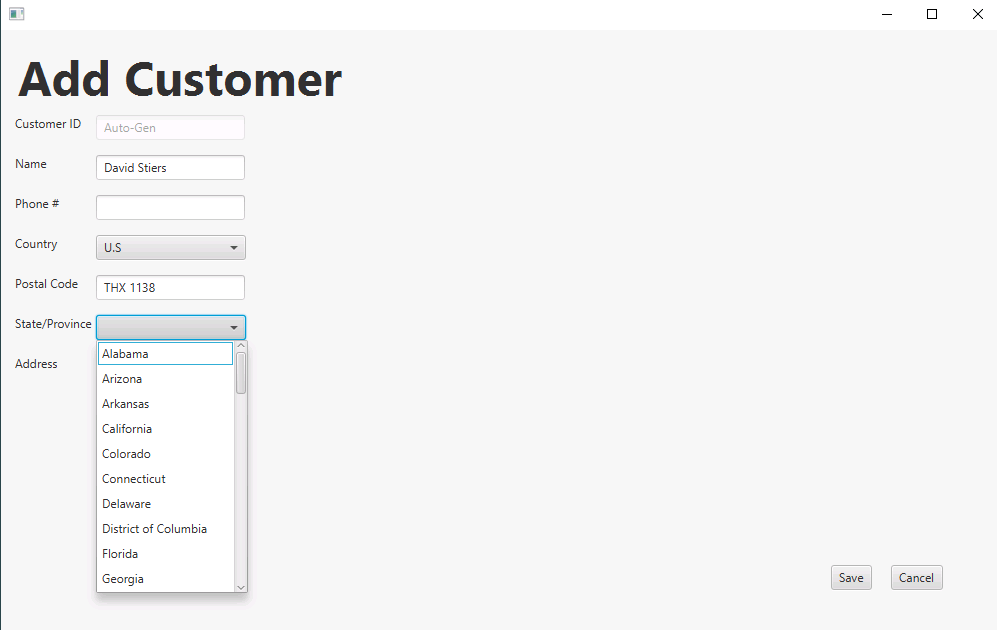 Add Customer
Customer ID Auto-Gen
Name David Stiers
Phone #
Country U.S
Postal Code THX 1138
State/Province
Address
Alabama
Arizona
Arkansas
California
Colorado
Connecticut
Delaware
District of Columbia
Florida
Georgia
Save Cancel